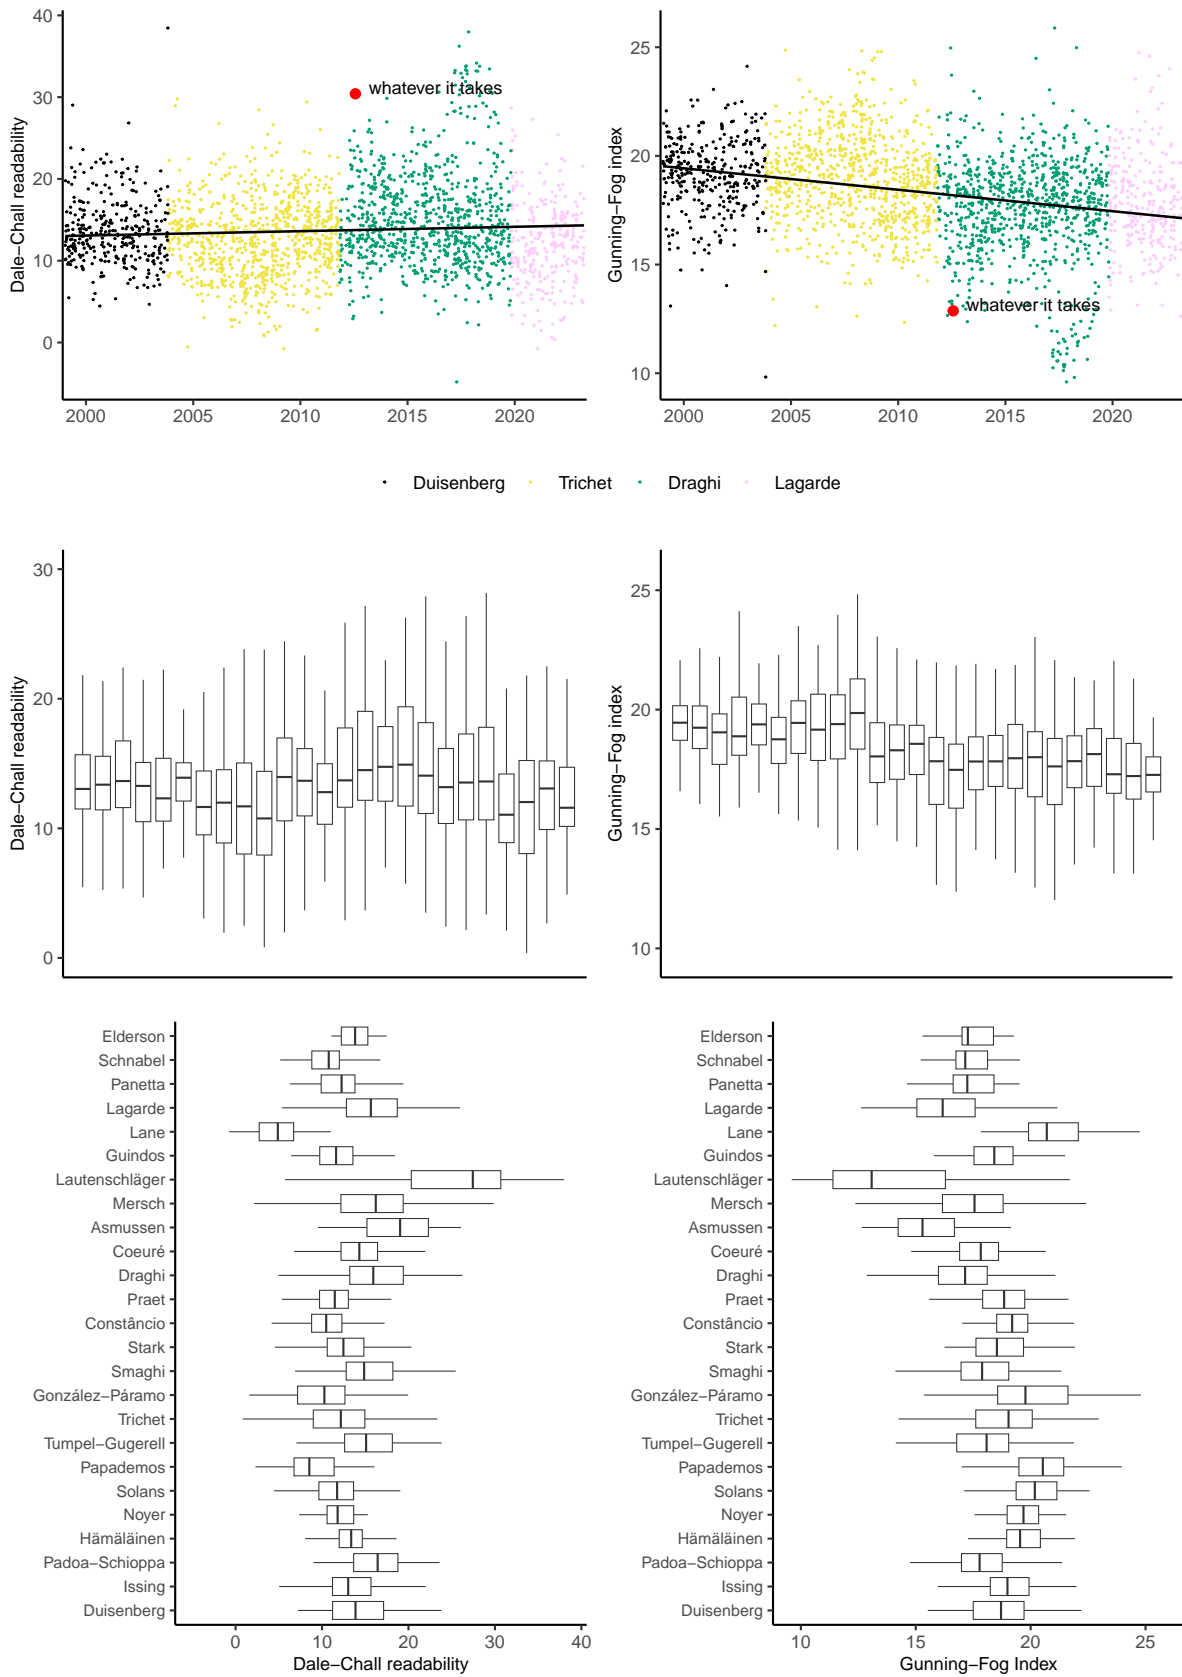 40
30
20
10
0
Dale−Chall readability
whatever it takes
2000 2005 2010 2015 2020
25
20
15
10
Gunning−Fog index
whatever it takes
2000 2005 2010 2015 2020
Duisenberg Trichet Draghi Lagarde
30
20
10
0
Dale−Chall readability
25
20
15
10
Gunning−Fog index
Elderson
Schnabel
Panetta
Lagarde
Lane
Guindos
Lautenschläger
Mersch
Asmussen
Coeuré
Draghi
Praet
Constâncio
Stark
Smaghi
González−Páramo
Trichet
Tumpel−Gugerell
Papademos
Solans
Noyer
Hämäläinen
Padoa−Schioppa
Issing
Duisenberg
0 10 20 30 40
Dale−Chall readability
Elderson
Schnabel
Panetta
Lagarde
Lane
Guindos
Lautenschläger
Mersch
Asmussen
Coeuré
Draghi
Praet
Constâncio
Stark
Smaghi
González−Páramo
Trichet
Tumpel−Gugerell
Papademos
Solans
Noyer
Hämäläinen
Padoa−Schioppa
Issing
Duisenberg
10 15 20 25
Gunning−Fog Index